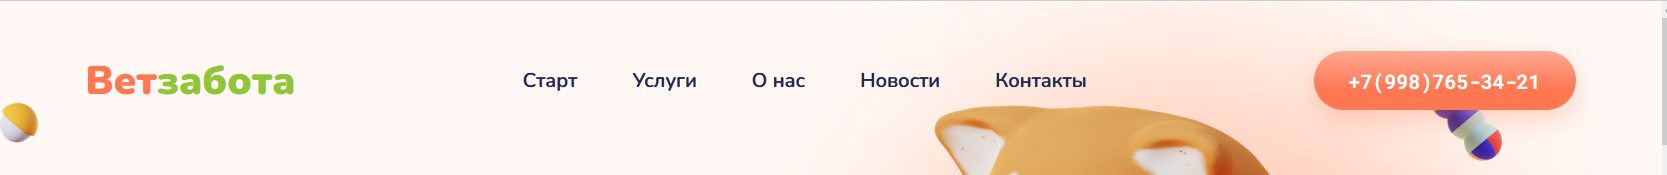 Ветзабота
Старт Услуги О нас Новости Контакты
+7(998)765-34-21